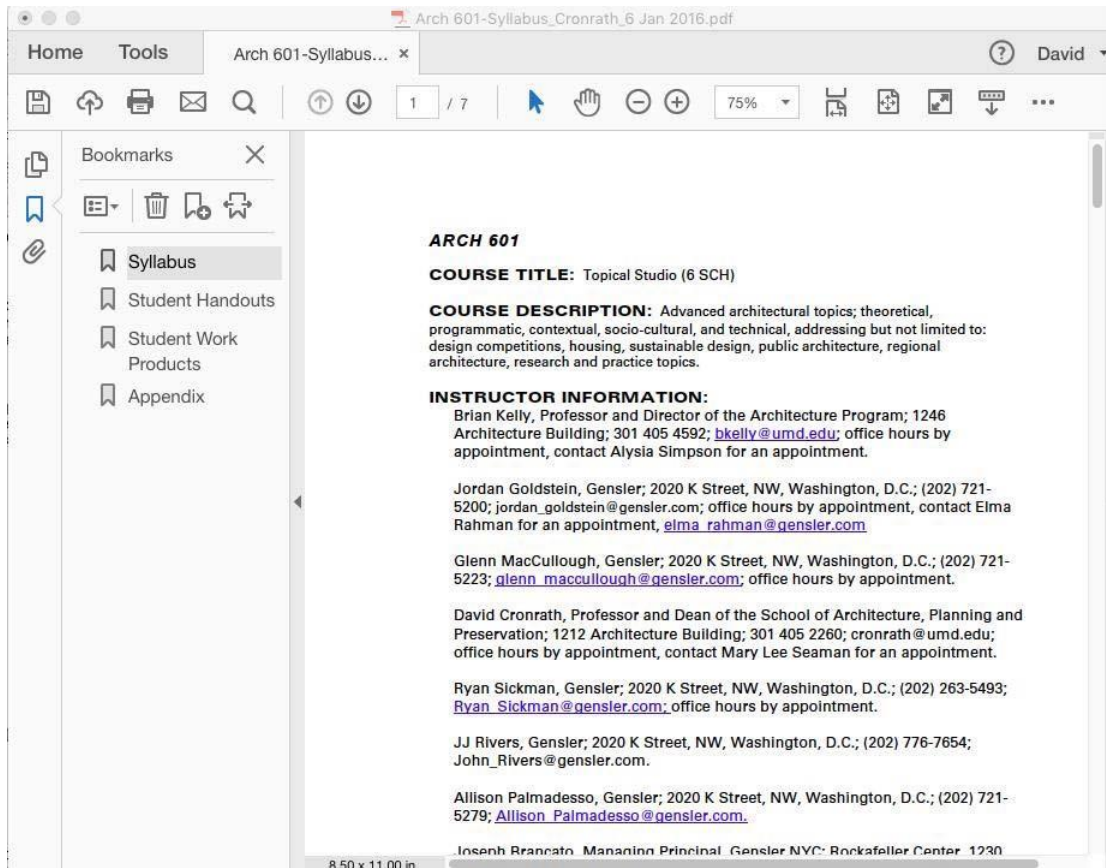 Arch 601-Syllabus_Cronrath_6 Jan 2016.pdf
Home Tools Arch 601-Syllabus... × ? David
1 / 7 75%
Bookmarks
Syllabus
Student Handouts
Student Work
Products
Appendix
ARCH 601
COURSE TITLE: Topical Studio (6 SCH)
COURSE DESCRIPTION: Advanced architectural topics; theoretical,
programmatic, contextual, socio-cultural, and technical, addressing but not limited to:
design competitions, housing, sustainable design, public architecture, regional
architecture, research and practice topics.
INSTRUCTOR INFORMATION:
Brian Kelly, Professor and Director of the Architecture Program; 1246
Architecture Building; 301 405 4592; bkelly@umd.edu; office hours by
appointment, contact Alysia Simpson for an appointment.
Jordan Goldstein, Gensler; 2020 K Street, NW, Washington, D.C.; (202) 721-
5200; jordan_goldstein@gensler.com; office hours by appointment, contact Elma
Rahman for an appointment, elma_rahman@gensler.com
Glenn MacCullough, Gensler; 2020 K Street, NW, Washington, D.C.; (202) 721-
5223; glenn_maccullough@gensler.com; office hours by appointment.
David Cronrath, Professor and Dean of the School of Architecture, Planning and
Preservation; 1212 Architecture Building; 301 405 2260; cronrath@umd.edu;
office hours by appointment, contact Mary Lee Seaman for an appointment.
Ryan Sickman, Gensler; 2020 K Street, NW, Washington, D.C.; (202) 263-5493;
Ryan_Sickman@gensler.com; office hours by appointment.
JJ Rivers, Gensler; 2020 K Street, NW, Washington, D.C.; (202) 776-7654;
John_Rivers@gensler.com.
Allison Palmadesso, Gensler; 2020 K Street, NW, Washington, D.C.; (202) 721-
5279; Allison_Palmadesso@gensler.com.
Joseph Brancato, Managing Principal, Gensler NYC; Rockafeller Center, 1230
8.50 x 11.00 in